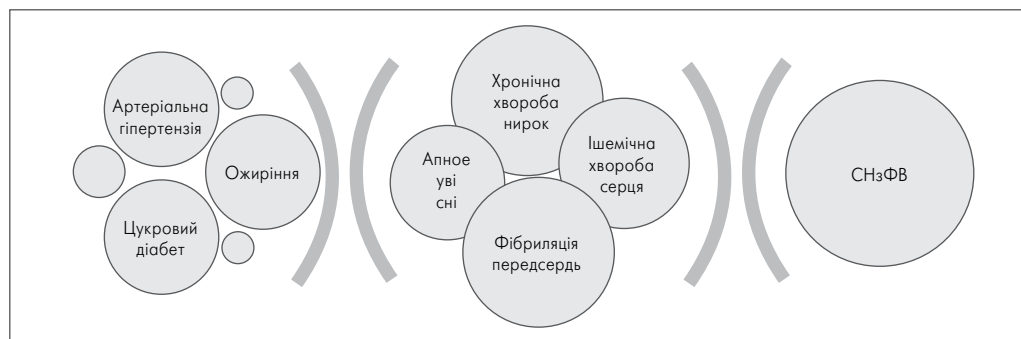 Артеріальна
гіпертензія
Ожиріння
Цукровий
діабет
Хронічна
хвороба
нирок
Апное
уві
сні
Ішемічна
хвороба
серця
Фібриляція
передсердь
СНзФВ